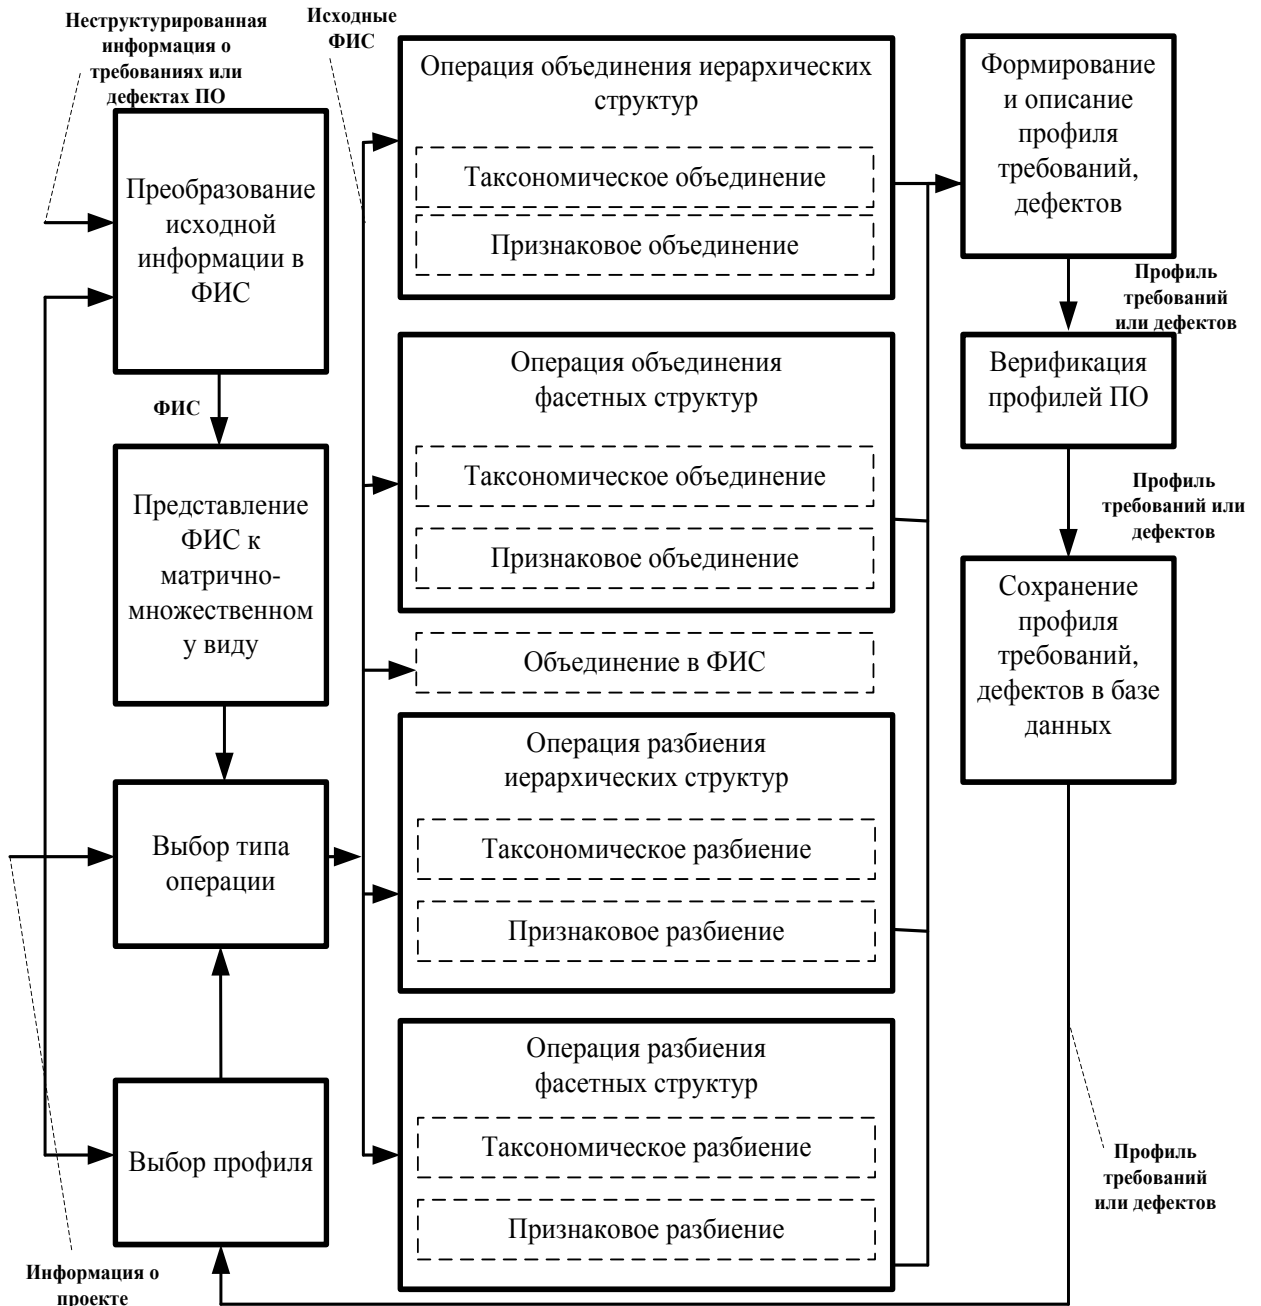 Неструктурированная
информация о
требованиях или
дефектах ПО
Преобразование
исходной
информации в
ФИС
ФИС
Представление
ФИС к
матрично-
множественном
у виду
Выбор типа
операции
Выбор профиля
Информация о
проекте
Исходные
ФИС
Операция объединения иерархических
структур
Таксономическое объединение
Признаковое объединение
Операция объединения
фасетных структур
Таксономическое объединение
Признаковое объединение
Объединение в ФИС
Операция разбиения
иерархических структур
Таксономическое разбиение
Признаковое разбиение
Операция разбиения
фасетных структур
Таксономическое разбиение
Признаковое разбиение
Формирование
и описание
профиля
требований,
дефектов
Профиль
требований
или дефектов
Верификация
профилей ПО
Профиль
требований или
дефектов
Сохранение
профиля
требований,
дефектов в базе
данных
Профиль
требований
или дефектов